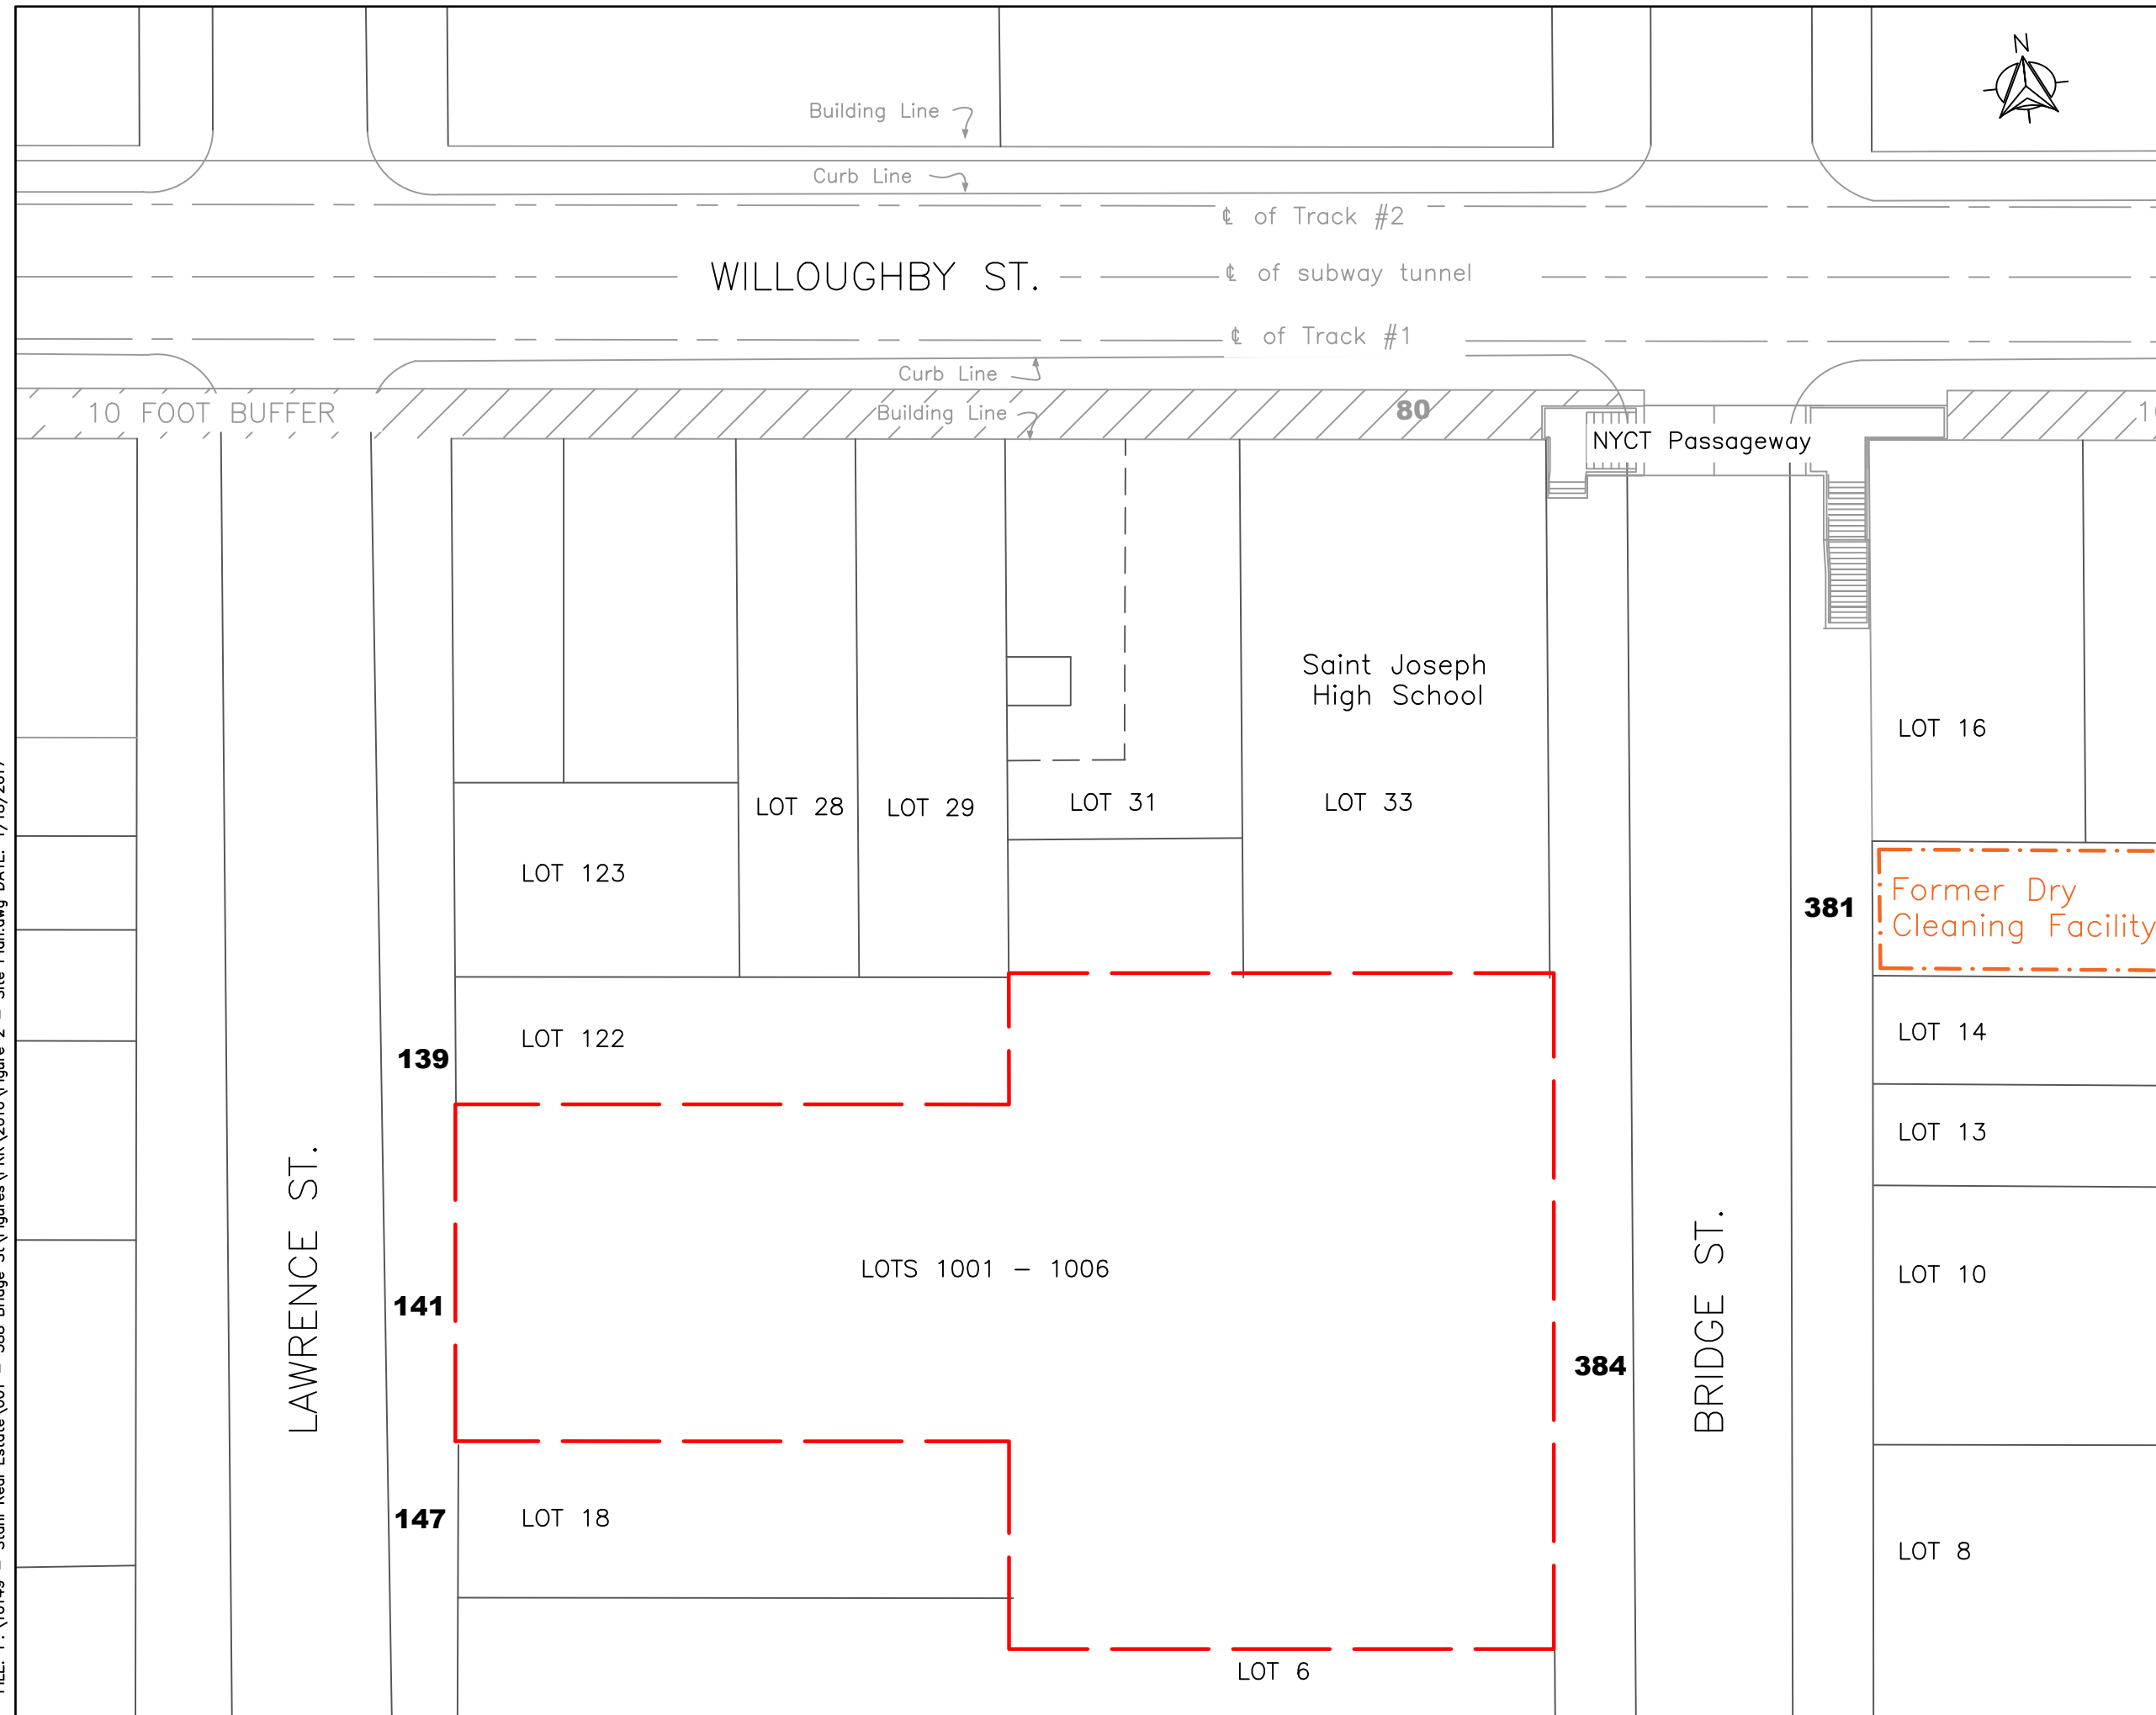 N
Building Line
Curb Line
℄ of Track #2
WILLOUGHBY ST.
℄ of subway tunnel
℄ of Track #1
Curb Line
10 FOOT BUFFER
Building Line
80
NYCT Passageway
Saint Joseph
High School
LOT 16
LOT 28
LOT 29
LOT 31
LOT 33
LOT 123
381
Former Dry
Cleaning Facility
LOT 122
139
LOT 14
LOT 13
LAWRENCE ST.
141
LOTS 1001 - 1006
384
BRIDGE ST.
LOT 10
147
LOT 18
LOT 8
LOT 6